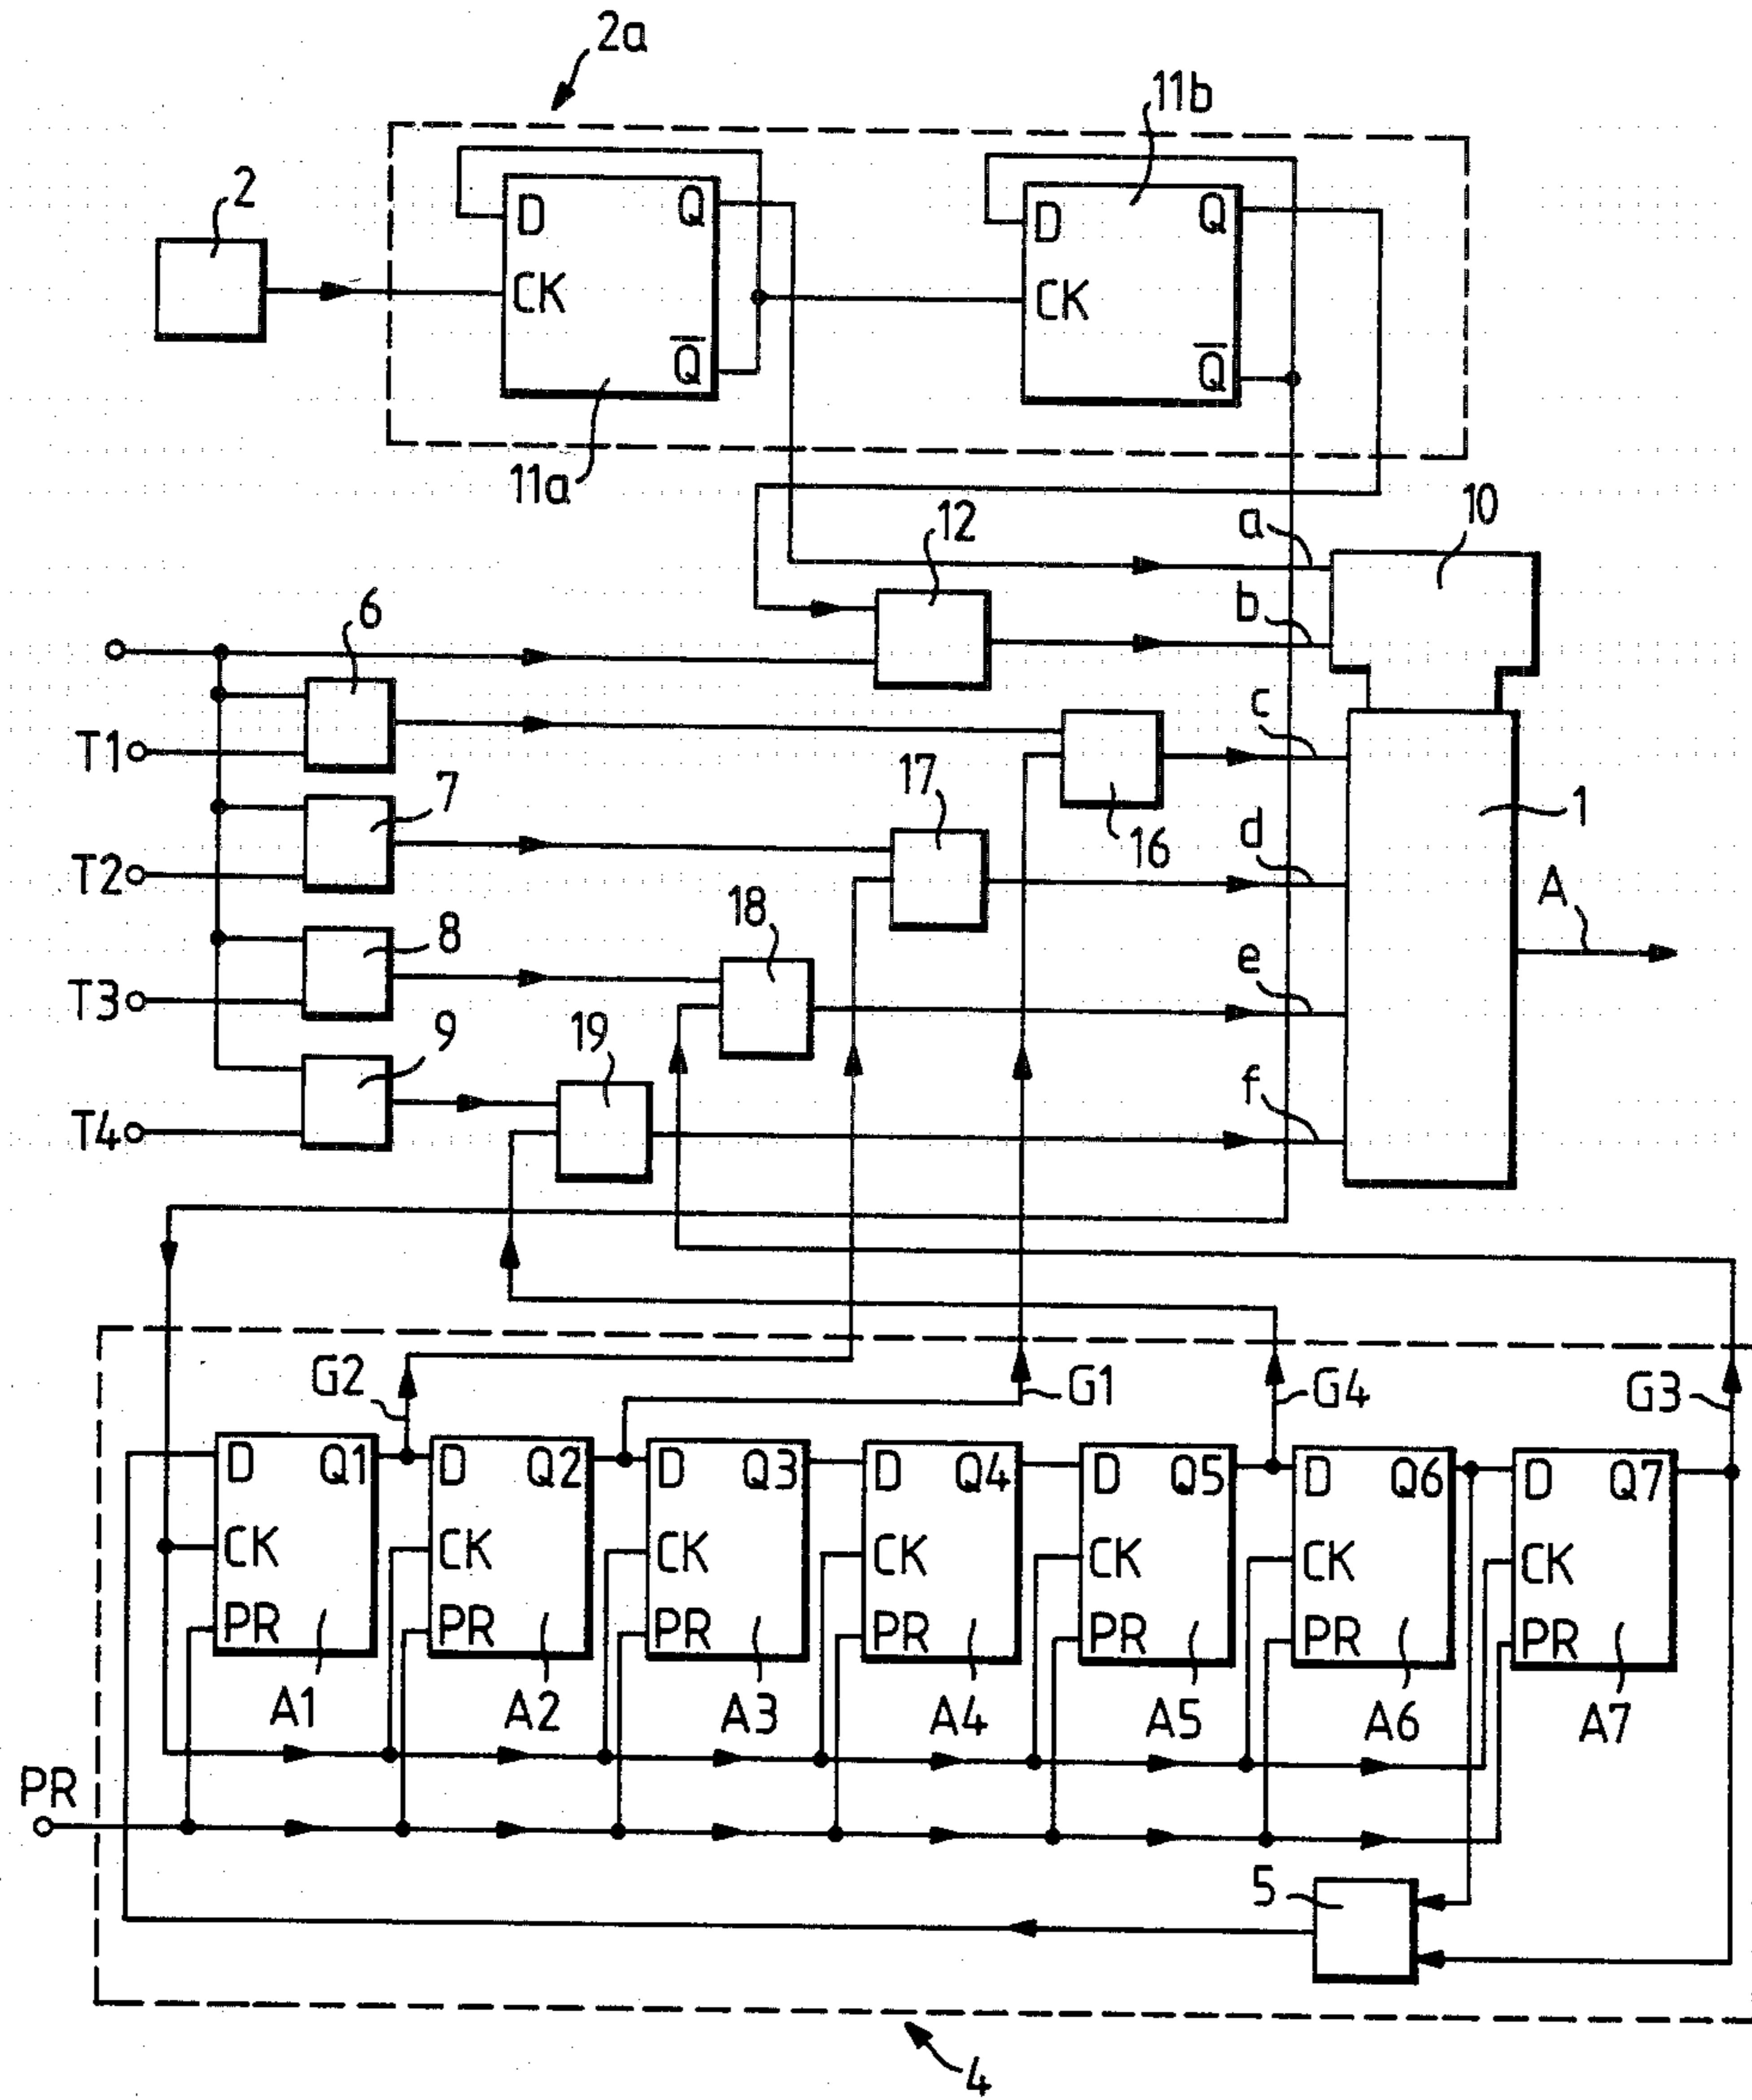 2a
11b
2
D Q
D Q
CK
CK
Q̅
Q̅
11a
10
12
a
6
b
c
T1
7
17
1
16
d
T2
18
A
8
e
T3
9
19
f
T4
G2
G1
G4
G3
D Q1
D Q2
D Q3
D Q4
D Q5
D Q6
D Q7
CK
CK
CK
CK
CK
CK
CK
PR
PR
PR
PR
PR
PR
PR
A1
A2
A3
A4
A5
A6
A7
PR
5
4